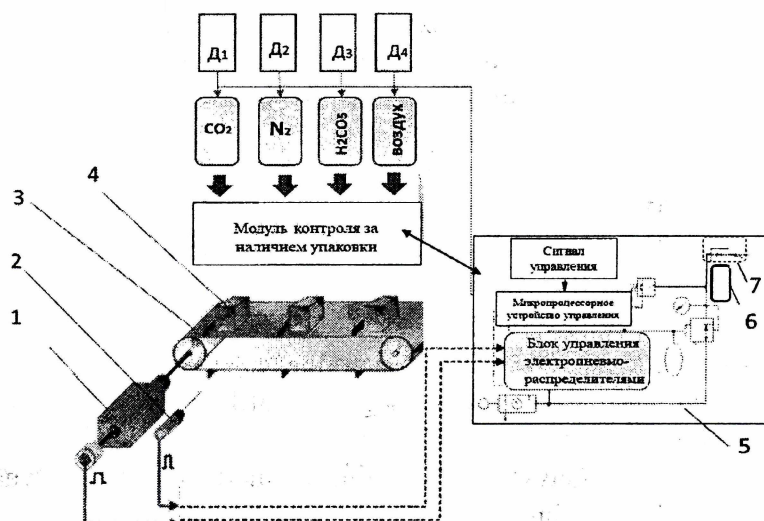 Д1 Д2 Д3 Д4
CO2 N2 H2CO5 воздух
4
3
2
1
Модуль контроля за
наличием упаковки
Сигнал
управления
Микропроцессорное
устройство управления
Блок управления
электропневмо-
распределителями
7
6
5